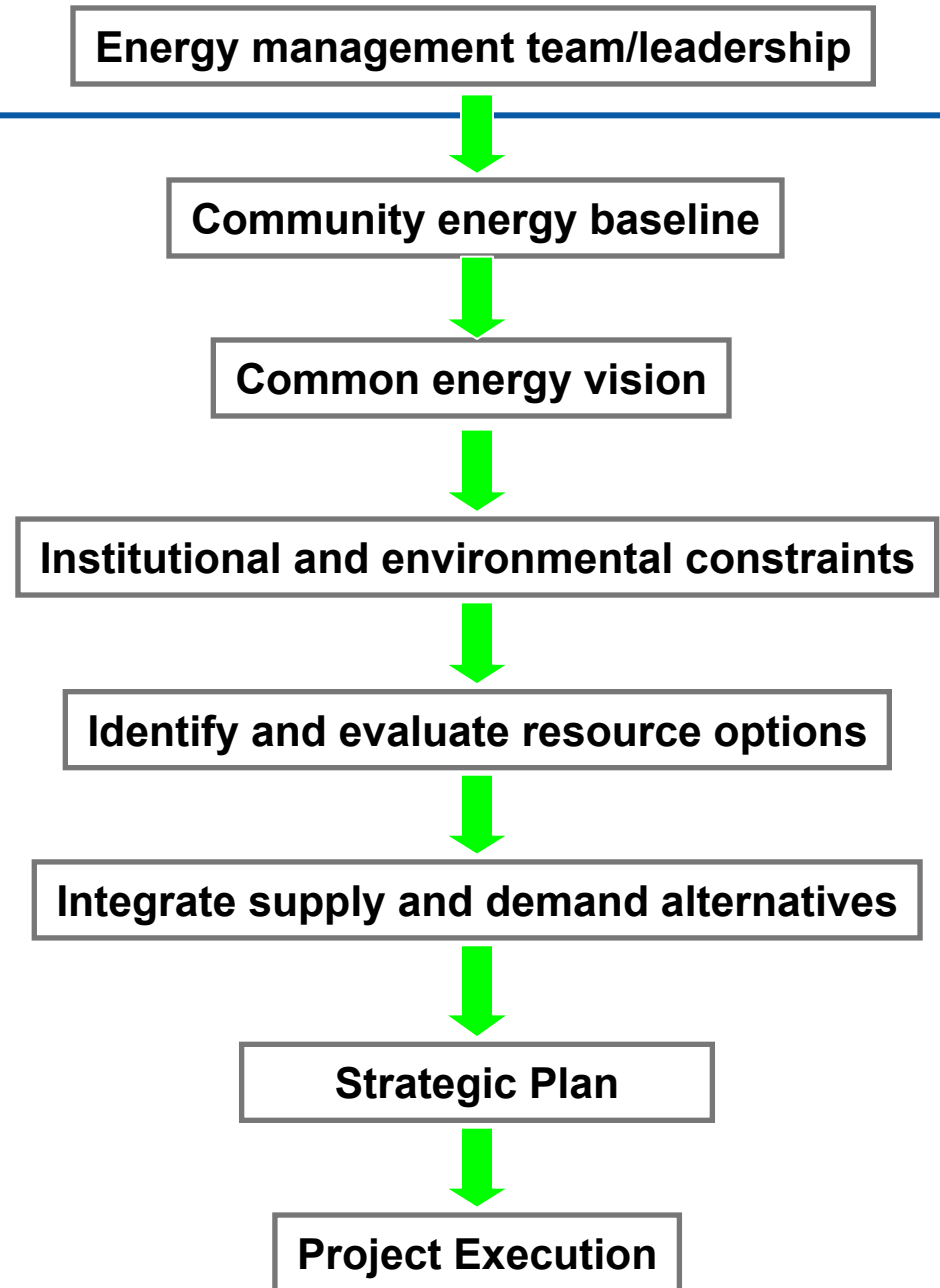 Energy management team/leadership
Community energy baseline
Common energy vision
Institutional and environmental constraints
Identify and evaluate resource options
Integrate supply and demand alternatives
Strategic Plan
Project Execution